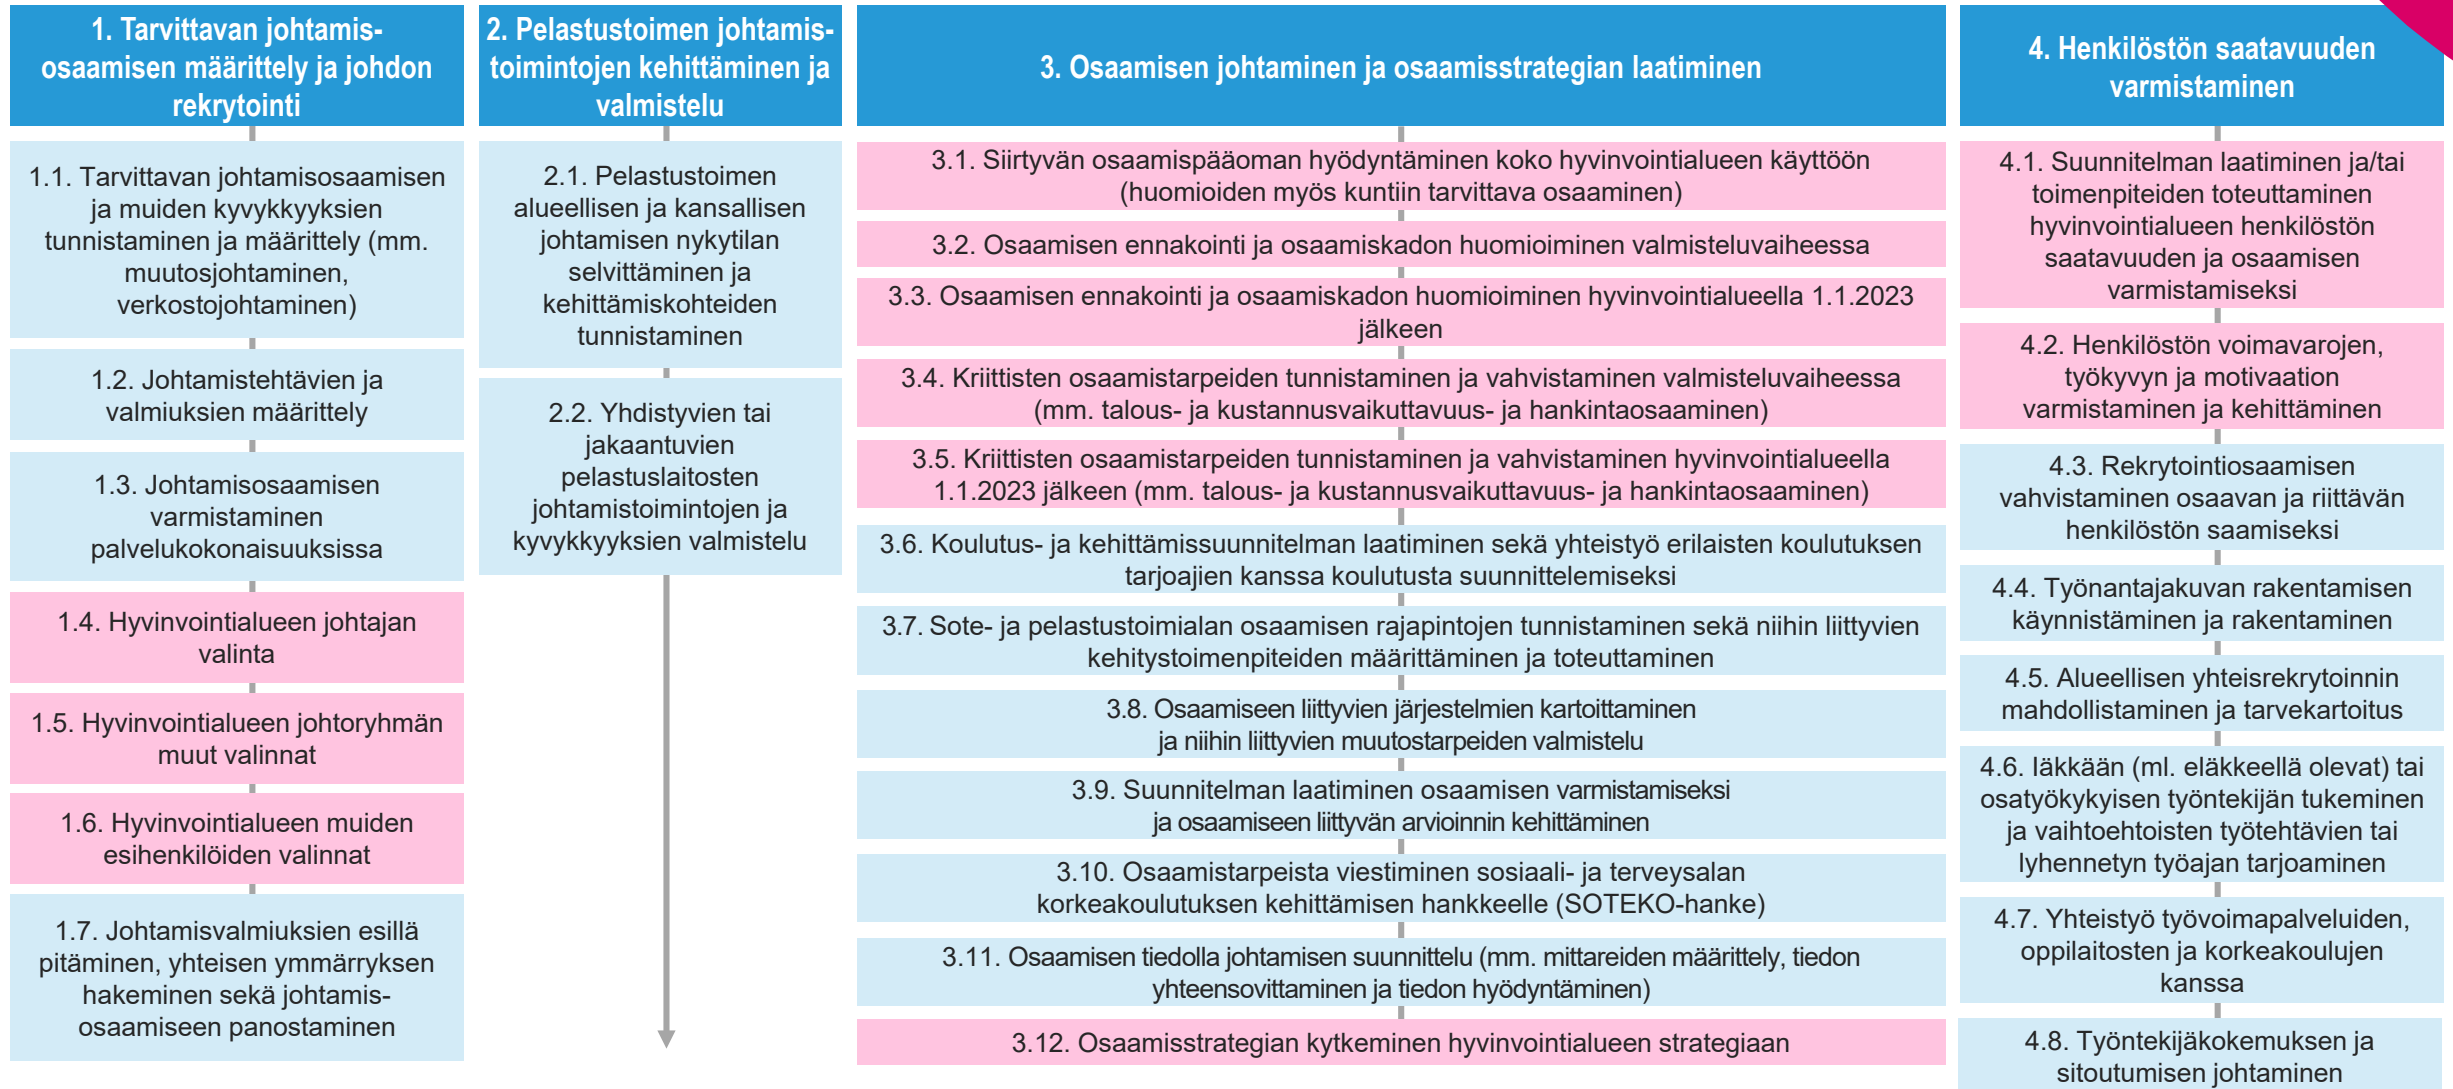 1. Tarvittavan johtamis-
osaamisen määrittely ja johdon
rekrytointi
1.1. Tarvittavan johtamisosaamisen
ja muiden kyvykkyyksien
tunnistaminen ja määrittely (mm.
muutosjohtaminen,
verkostojohtaminen)
1.2. Johtamistehtävien ja
valmiuksien määrittely
1.3. Johtamisosaamisen
varmistaminen
palvelukokonaisuuksissa
1.4. Hyvinvointialueen johtajan
valinta
1.5. Hyvinvointialueen johtoryhmän
muut valinnat
1.6. Hyvinvointialueen muiden
esihenkilöiden valinnat
1.7. Johtamisvalmiuksien esillä
pitäminen, yhteisen ymmärryksen
hakeminen sekä johtamis-
osaamiseen panostaminen
2. Pelastustoimen johtamis-
toimintojen kehittäminen ja
valmistelu
2.1. Pelastustoimen
alueellisen ja kansallisen
johtamisen nykytilan
selvittäminen ja
kehittämiskohteiden
tunnistaminen
2.2. Yhdistyvien tai
jakaantuvien
pelastuslaitosten
johtamistoimintojen ja
kyvykkyyksien valmistelu
3. Osaamisen johtaminen ja osaamisstrategian laatiminen
3.1. Siirtyvän osaamispääoman hyödyntäminen koko hyvinvointialueen käyttöön
(huomioiden myös kuntiin tarvittava osaaminen)
3.2. Osaamisen ennakointi ja osaamiskadon huomioiminen valmisteluvaiheessa
3.3. Osaamisen ennakointi ja osaamiskadon huomioiminen hyvinvointialueella 1.1.2023
jälkeen
3.4. Kriittisten osaamistarpeiden tunnistaminen ja vahvistaminen valmisteluvaiheessa
(mm. talous- ja kustannusvaikuttavuus- ja hankintaosaaminen)
3.5. Kriittisten osaamistarpeiden tunnistaminen ja vahvistaminen hyvinvointialueella
1.1.2023 jälkeen (mm. talous- ja kustannusvaikuttavuus- ja hankintaosaaminen)
3.6. Koulutus- ja kehittämissuunnitelman laatiminen sekä yhteistyö erilaisten koulutuksen
tarjoajien kanssa koulutusta suunnittelemiseksi
3.7. Sote- ja pelastustoimialan osaamisen rajapintojen tunnistaminen sekä niihin liittyvien
kehitystoimenpiteiden määrittäminen ja toteuttaminen
3.8. Osaamiseen liittyvien järjestelmien kartoittaminen
ja niihin liittyvien muutostarpeiden valmistelu
3.9. Suunnitelman laatiminen osaamisen varmistamiseksi
ja osaamiseen liittyvän arvioinnin kehittäminen
3.10. Osaamistarpeista viestiminen sosiaali- ja terveysalan
korkeakoulutuksen kehittämisen hankkeelle (SOTEKO-hanke)
3.11. Osaamisen tiedolla johtamisen suunnittelu (mm. mittareiden määrittely, tiedon
yhteensovittaminen ja tiedon hyödyntäminen)
3.12. Osaamisstrategian kytkeminen hyvinvointialueen strategiaan
4. Henkilöstön saatavuuden
varmistaminen
4.1. Suunnitelman laatiminen ja/tai
toimenpiteiden toteuttaminen
hyvinvointialueen henkilöstön
saatavuuden ja osaamisen
varmistamiseksi
4.2. Henkilöstön voimavarojen,
työkyvyn ja motivaation
varmistaminen ja kehittäminen
4.3. Rekrytointiosaamisen
vahvistaminen osaavan ja riittävän
henkilöstön saamiseksi
4.4. Työnantajakuvan rakentamisen
käynnistäminen ja rakentaminen
4.5. Alueellisen yhteisrekrytoinnin
mahdollistaminen ja tarvekartoitus
4.6. Iäkkään (ml. eläkkeellä olevat) tai
osatyökykyisen työntekijän tukeminen
ja vaihtoehtoisten työtehtävien tai
lyhennetyn työajan tarjoaminen
4.7. Yhteistyö työvoimapalveluiden,
oppilaitosten ja korkeakoulujen
kanssa
4.8. Työntekijäkokemuksen ja
sitoutumisen johtaminen